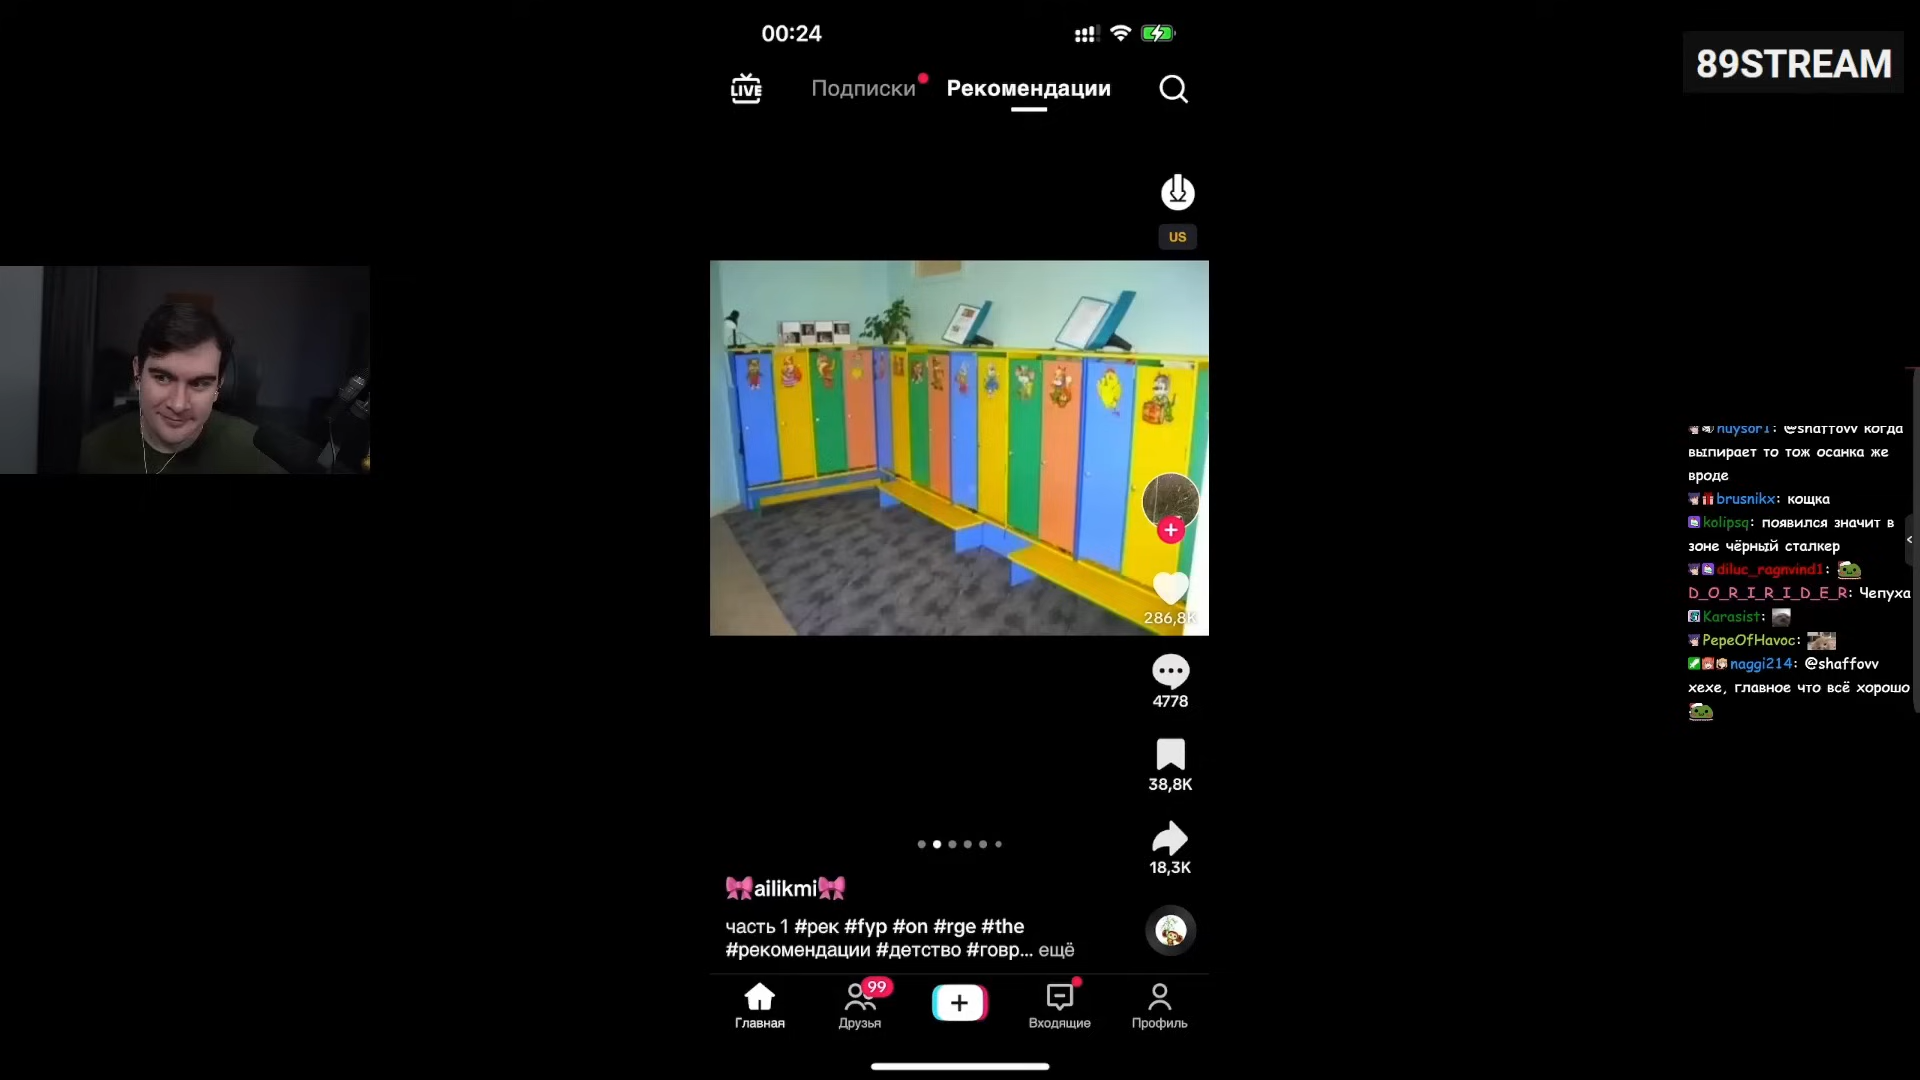 00:24
LIVE
Подписки
Рекомендации
89STREAM
US
286,8K
4778
38,8K
18,3K
ailikmi
часть 1 #рек #fyp #on #rge #the
#рекомендации #детство #говр... ещё
Главная
99
Друзья
Входящие
Профиль
nuysor1: @shaffovv когда
выпирает то тож осанка же
вроде
brusnikx: кощка
kolipsq: появился значит в
зоне чёрный сталкер
diluc_ragnvind1:
D_O_R_I_R_I_D_E_R: Чепуха
Karasist:
PepeOfHavoc:
naggi214: @shaffovv
хехе, главное что всё хорошо